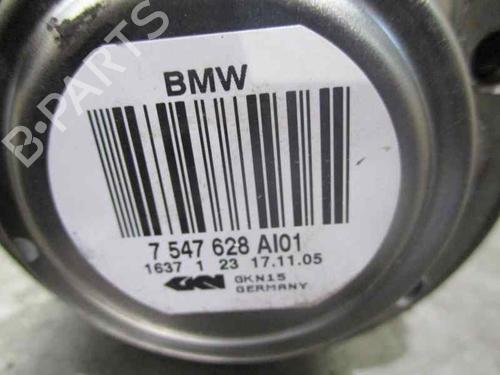 B-PARTS
BMW
7 547 628 AI01
1637 1 23 17.11.05
GKN
GKN15
GERMANY